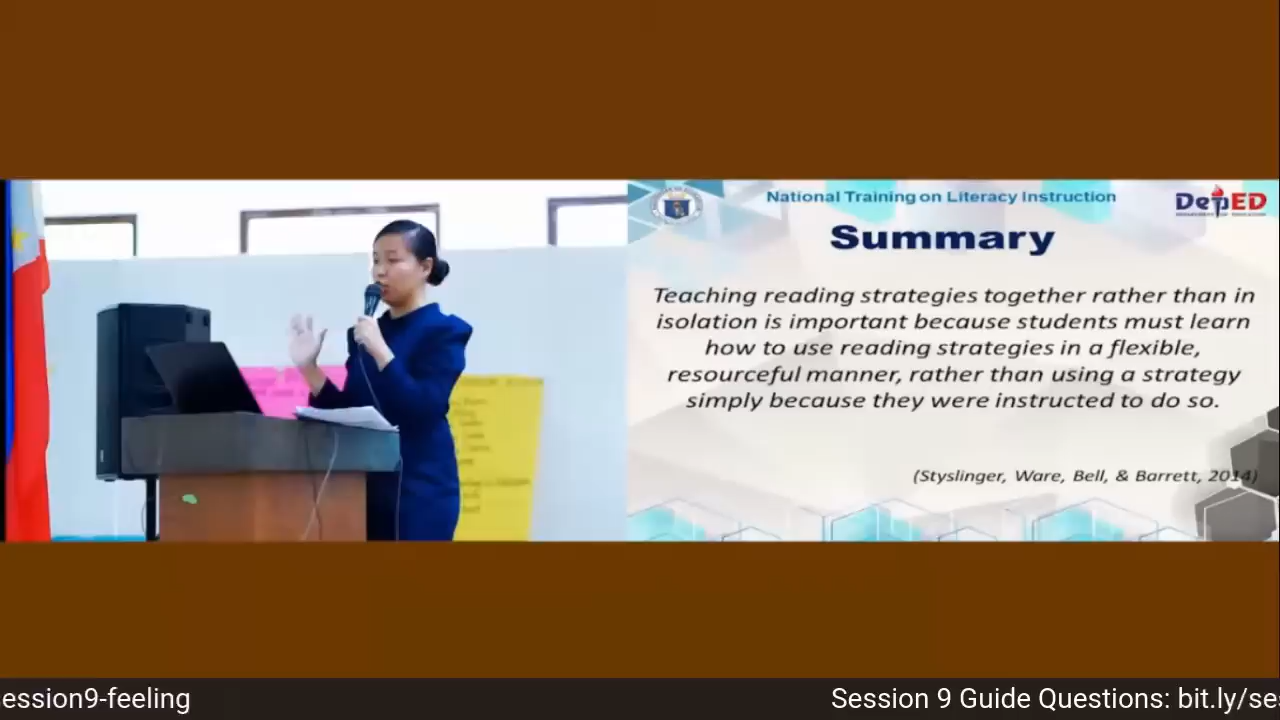 National Training on Literacy Instruction
DepED
Summary
Teaching reading strategies together rather than in
isolation is important because students must learn
how to use reading strategies in a flexible,
resourceful manner, rather than using a strategy
simply because they were instructed to do so.
(Styslinger, Ware, Bell, & Barrett, 2014)
ession9-feeling
Session 9 Guide Questions: bit.ly/se